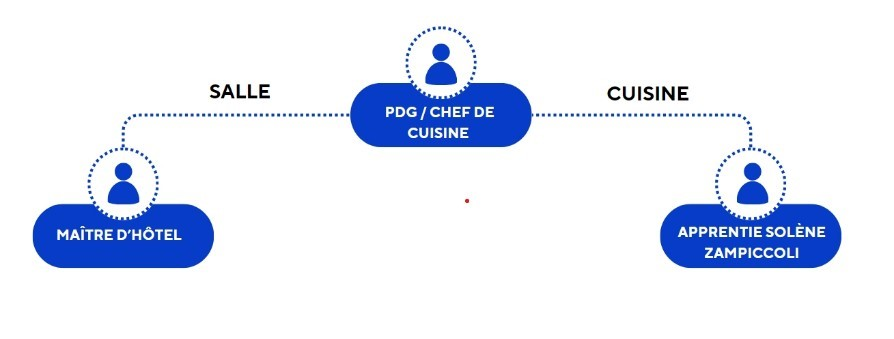 SALLE
CUISINE
PDG / CHEF DE
CUISINE
MAÎTRE D'HÔTEL
APPRENTIE SOLÈNE
ZAMPICCOLI